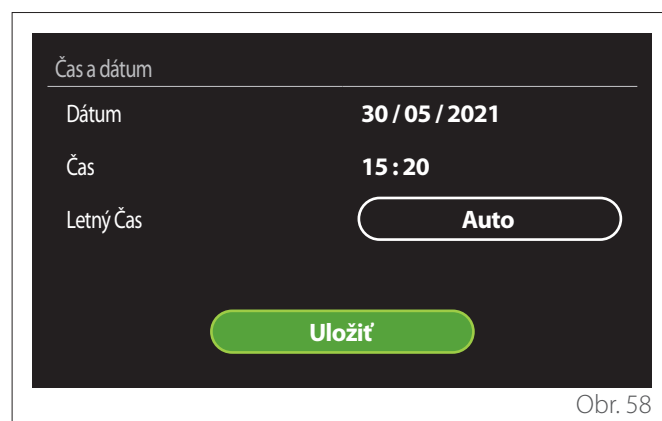 Čas a dátum
Dátum 30 / 05 / 2021
Čas 15 : 20
Letný Čas Auto
Uložiť
Obr. 58